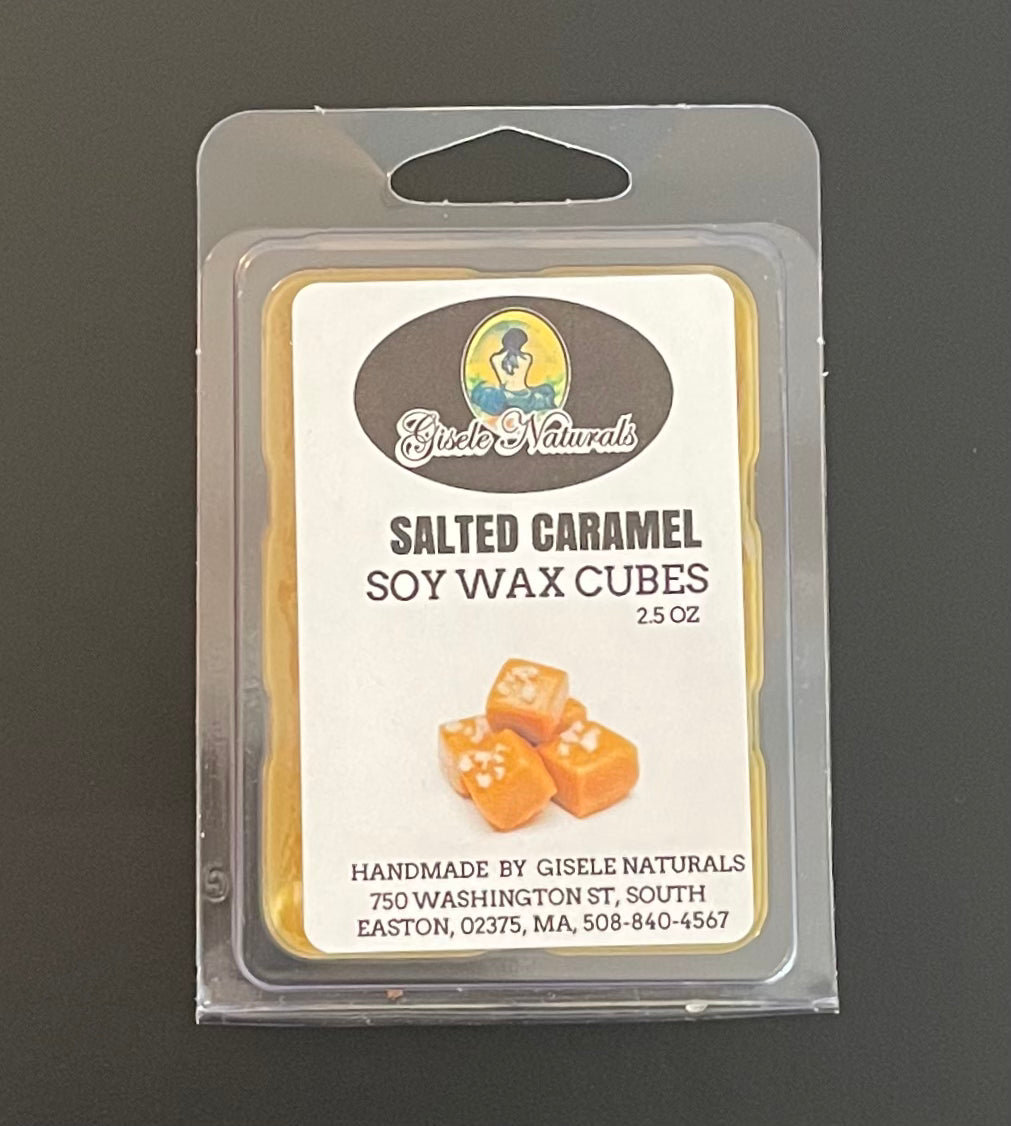 Gisele Naturals
SALTED CARAMEL
SOY WAX CUBES
2.5 OZ
HANDMADE BY GISELE NATURALS
750 WASHINGTON ST, SOUTH
EASTON, 02375, MA, 508-840-4567